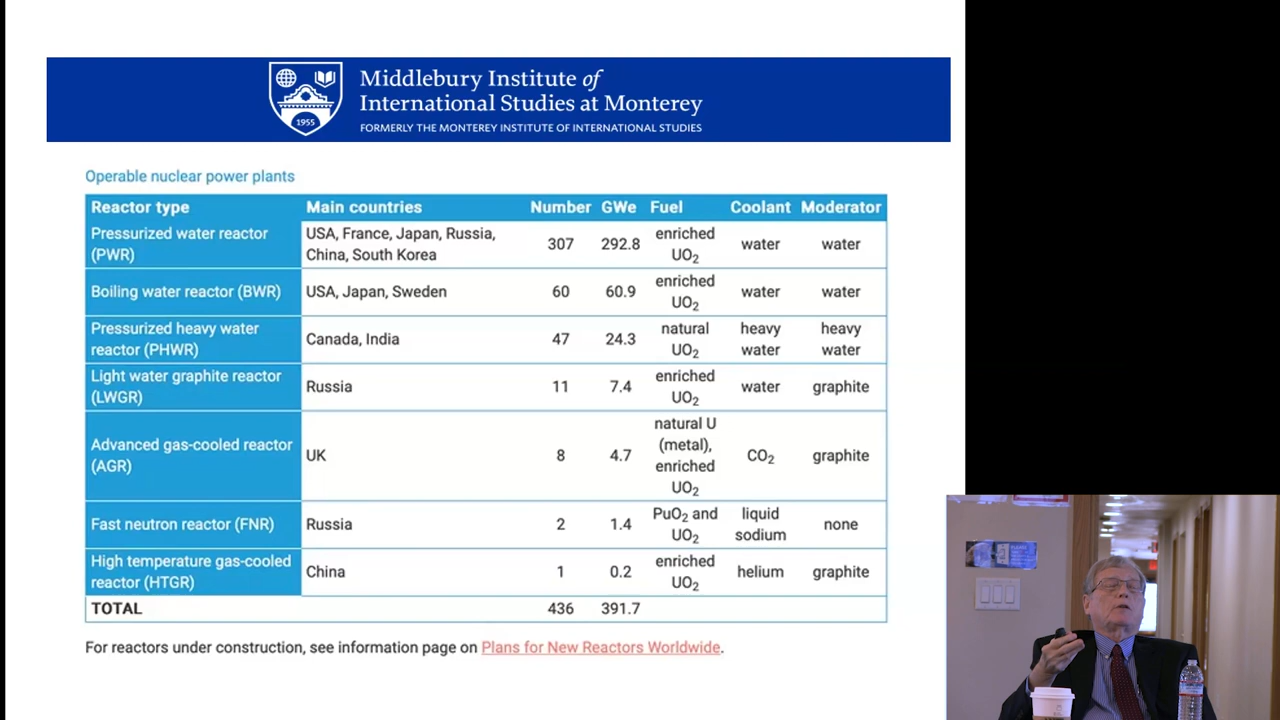 1955
Middlebury Institute of
International Studies at Monterey
FORMERLY THE MONTEREY INSTITUTE OF INTERNATIONAL STUDIES
Operable nuclear power plants
Reactor type Main countries Number GWe Fuel Coolant Moderator
Pressurized water reactor
(PWR)
USA, France, Japan, Russia,
China, South Korea
307 292.8
enriched
UO₂
water water
Boiling water reactor (BWR) USA, Japan, Sweden 60 60.9
enriched
UO₂
water water
Pressurized heavy water
reactor (PHWR)
Canada, India 47 24.3
natural
UO₂
heavy
water
heavy
water
Light water graphite reactor
(LWGR)
Russia 11 7.4
enriched
UO₂
water graphite
Advanced gas-cooled reactor
(AGR)
UK 8 4.7
natural U
(metal),
enriched
UO₂
CO₂ graphite
Fast neutron reactor (FNR) Russia 2 1.4
PuO₂ and
UO₂
liquid
sodium
none
High temperature gas-cooled
reactor (HTGR)
China 1 0.2
enriched
UO₂
helium graphite
TOTAL 436 391.7
For reactors under construction, see information page on Plans for New Reactors Worldwide.